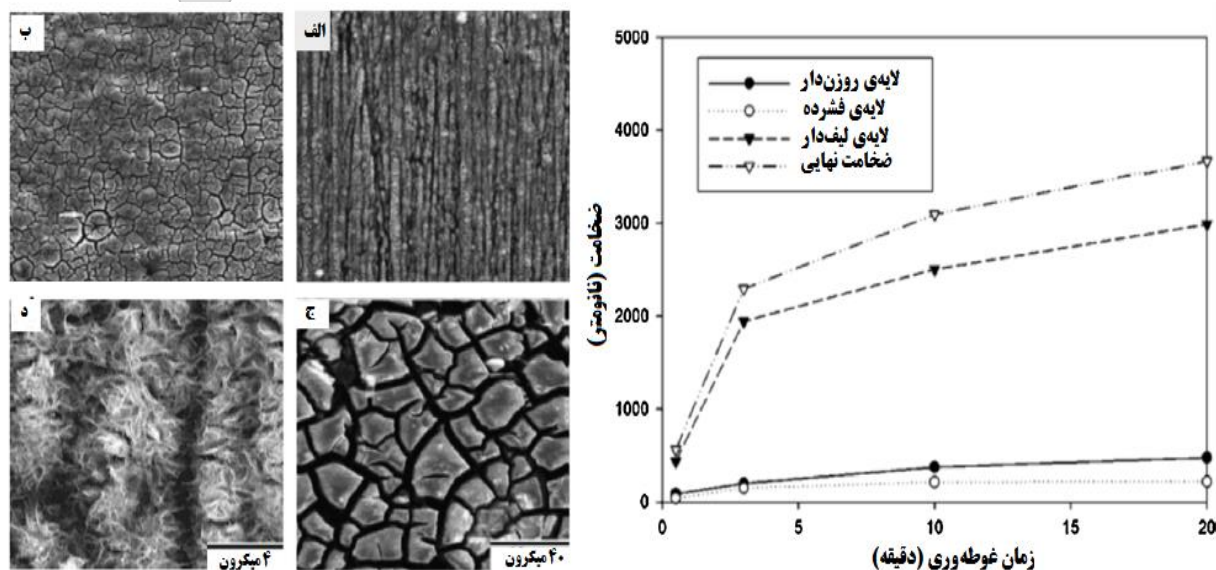 الف
ب
ج
د
۴۰ میکرون
۴ میکرون
5000
4000
3000
2000
1000
0
ضخامت (نانومتر)
لایه‌ی روزن‌دار
لایه‌ی فشرده
لایه‌ی لیف‌دار
ضخامت نهایی
0
5
10
15
20
زمان غوطه‌وری (دقیقه)